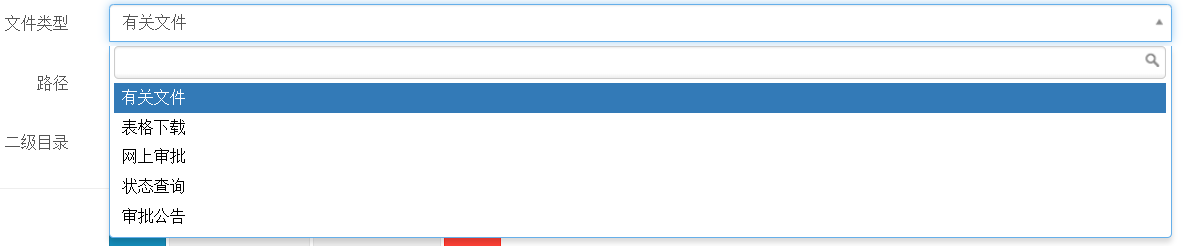 文件类型
有关文件
路径
有关文件
表格下载
二级目录
网上审批
状态查询
审批公告